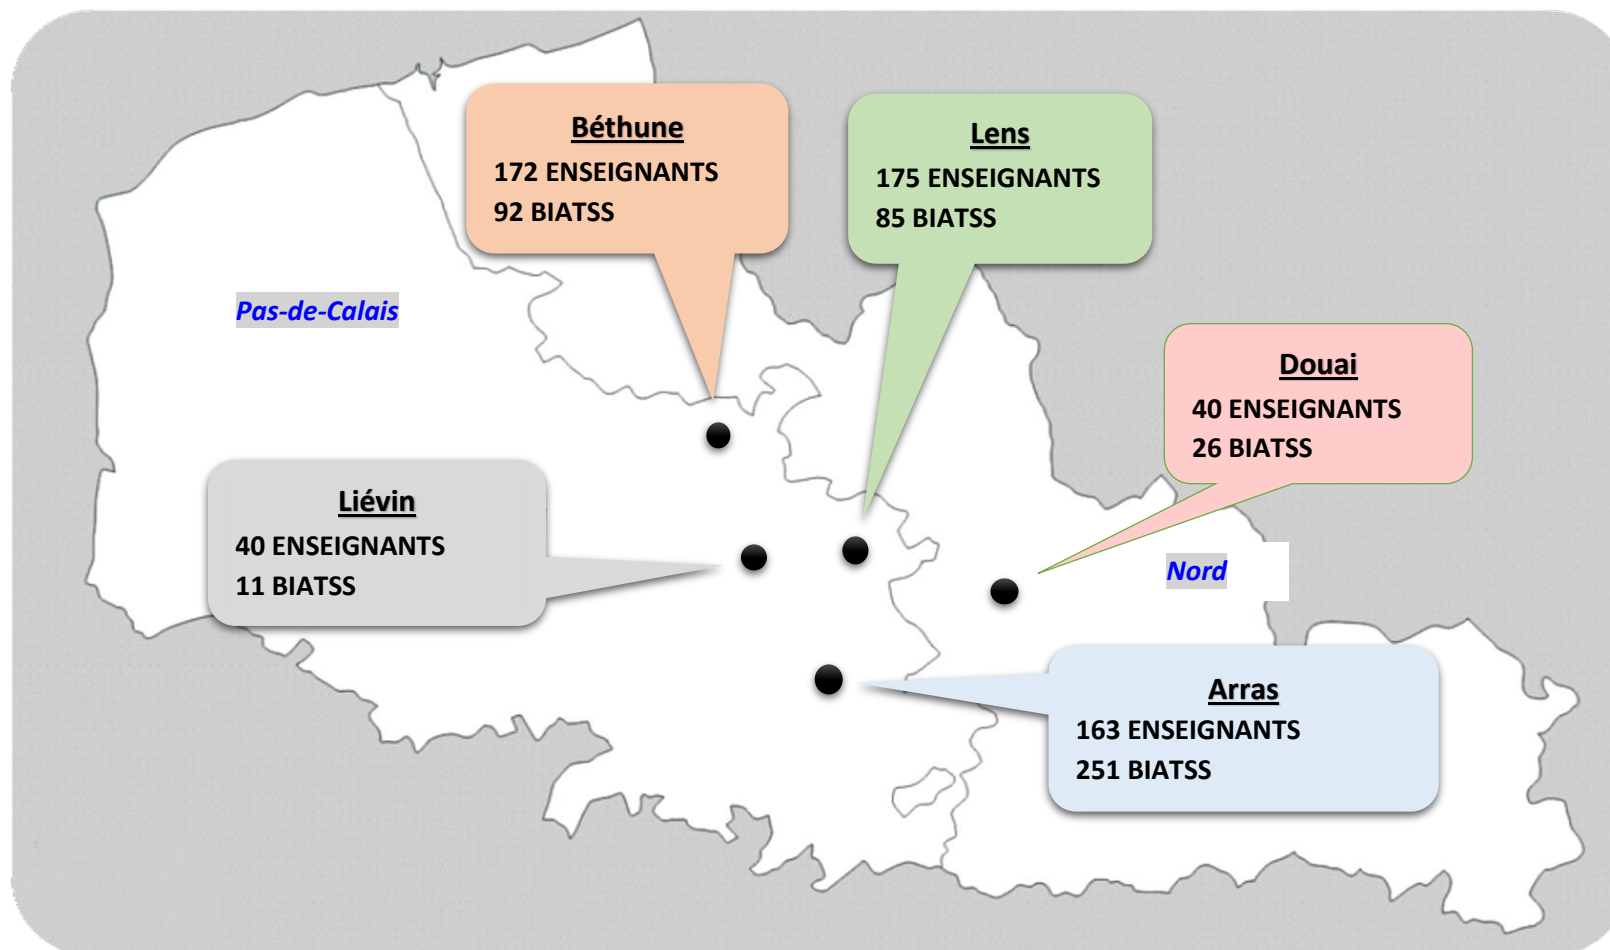 Béthune
172 ENSEIGNANTS
92 BIATSS
Lens
175 ENSEIGNANTS
85 BIATSS
Pas-de-Calais
Douai
40 ENSEIGNANTS
26 BIATSS
Liévin
40 ENSEIGNANTS
11 BIATSS
Nord
Arras
163 ENSEIGNANTS
251 BIATSS